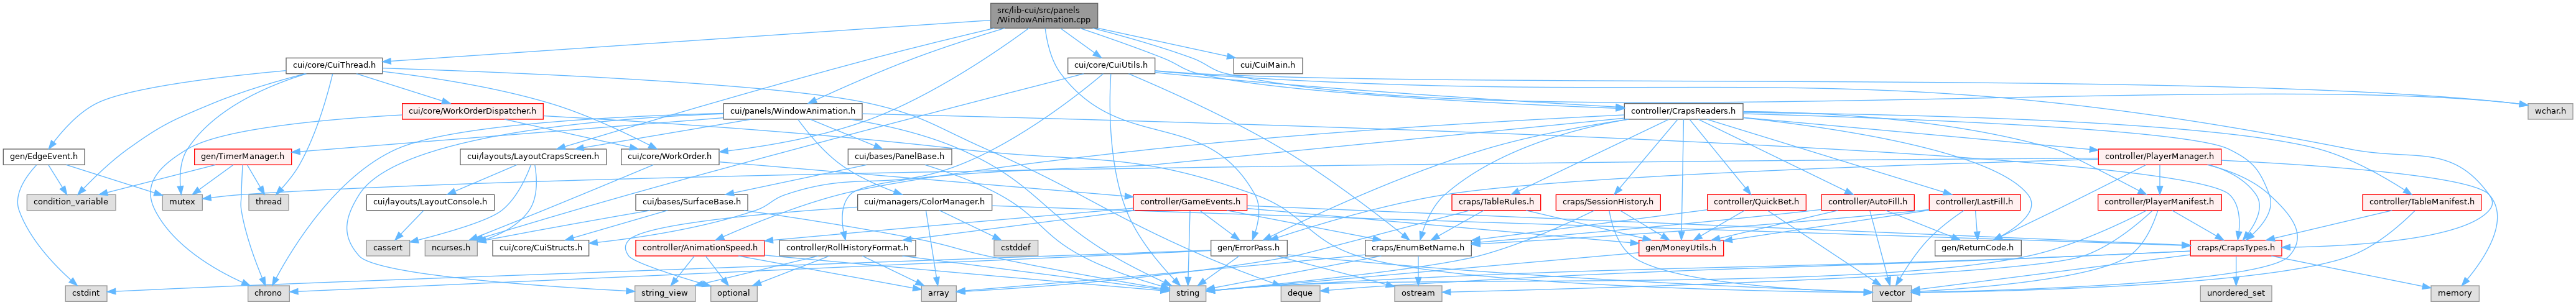 src/lib-cui/src/panels
/WindowAnimation.cpp
cui/core/CuiThread.h
cui/core/CuiUtils.h
cui/CuiMain.h
cui/core/WorkOrderDispatcher.h
cui/panels/WindowAnimation.h
controller/CrapsReaders.h
wchar.h
gen/EdgeEvent.h
gen/TimerManager.h
cui/layouts/LayoutCrapsScreen.h
cui/core/WorkOrder.h
cui/bases/PanelBase.h
controller/PlayerManager.h
condition_variable
mutex
thread
cui/layouts/LayoutConsole.h
cui/bases/SurfaceBase.h
cui/managers/ColorManager.h
controller/GameEvents.h
craps/TableRules.h
craps/SessionHistory.h
controller/QuickBet.h
controller/AutoFill.h
controller/LastFill.h
controller/PlayerManifest.h
controller/TableManifest.h
cassert
ncurses.h
cui/core/CuiStructs.h
controller/AnimationSpeed.h
controller/RollHistoryFormat.h
cstddef
gen/ErrorPass.h
craps/EnumBetName.h
gen/MoneyUtils.h
gen/ReturnCode.h
craps/CrapsTypes.h
cstdint
chrono
string_view
optional
array
string
deque
ostream
vector
unordered_set
memory